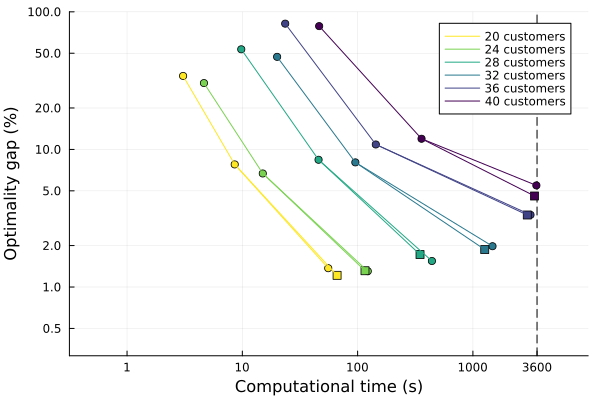 100.0
50.0
20.0
10.0
5.0
2.0
1.0
0.5
Optimality gap (%)
20 customers
24 customers
28 customers
32 customers
36 customers
40 customers
1
10
100
1000
3600
Computational time (s)